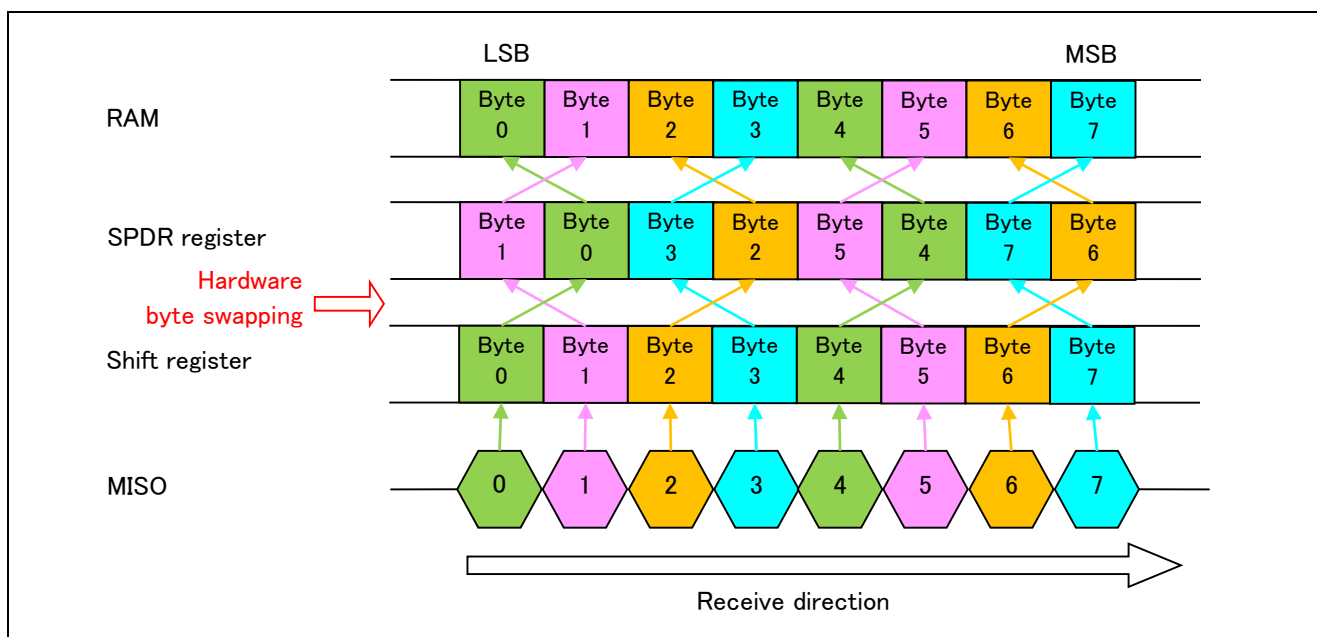 LSB MSB
RAM
Byte Byte Byte Byte Byte Byte Byte Byte
0 1 2 3 4 5 6 7
SPDR register
Byte Byte Byte Byte Byte Byte Byte Byte
1 0 3 2 5 4 7 6
Hardware
byte swapping
Shift register
Byte Byte Byte Byte Byte Byte Byte Byte
0 1 2 3 4 5 6 7
MISO
0 1 2 3 4 5 6 7
Receive direction